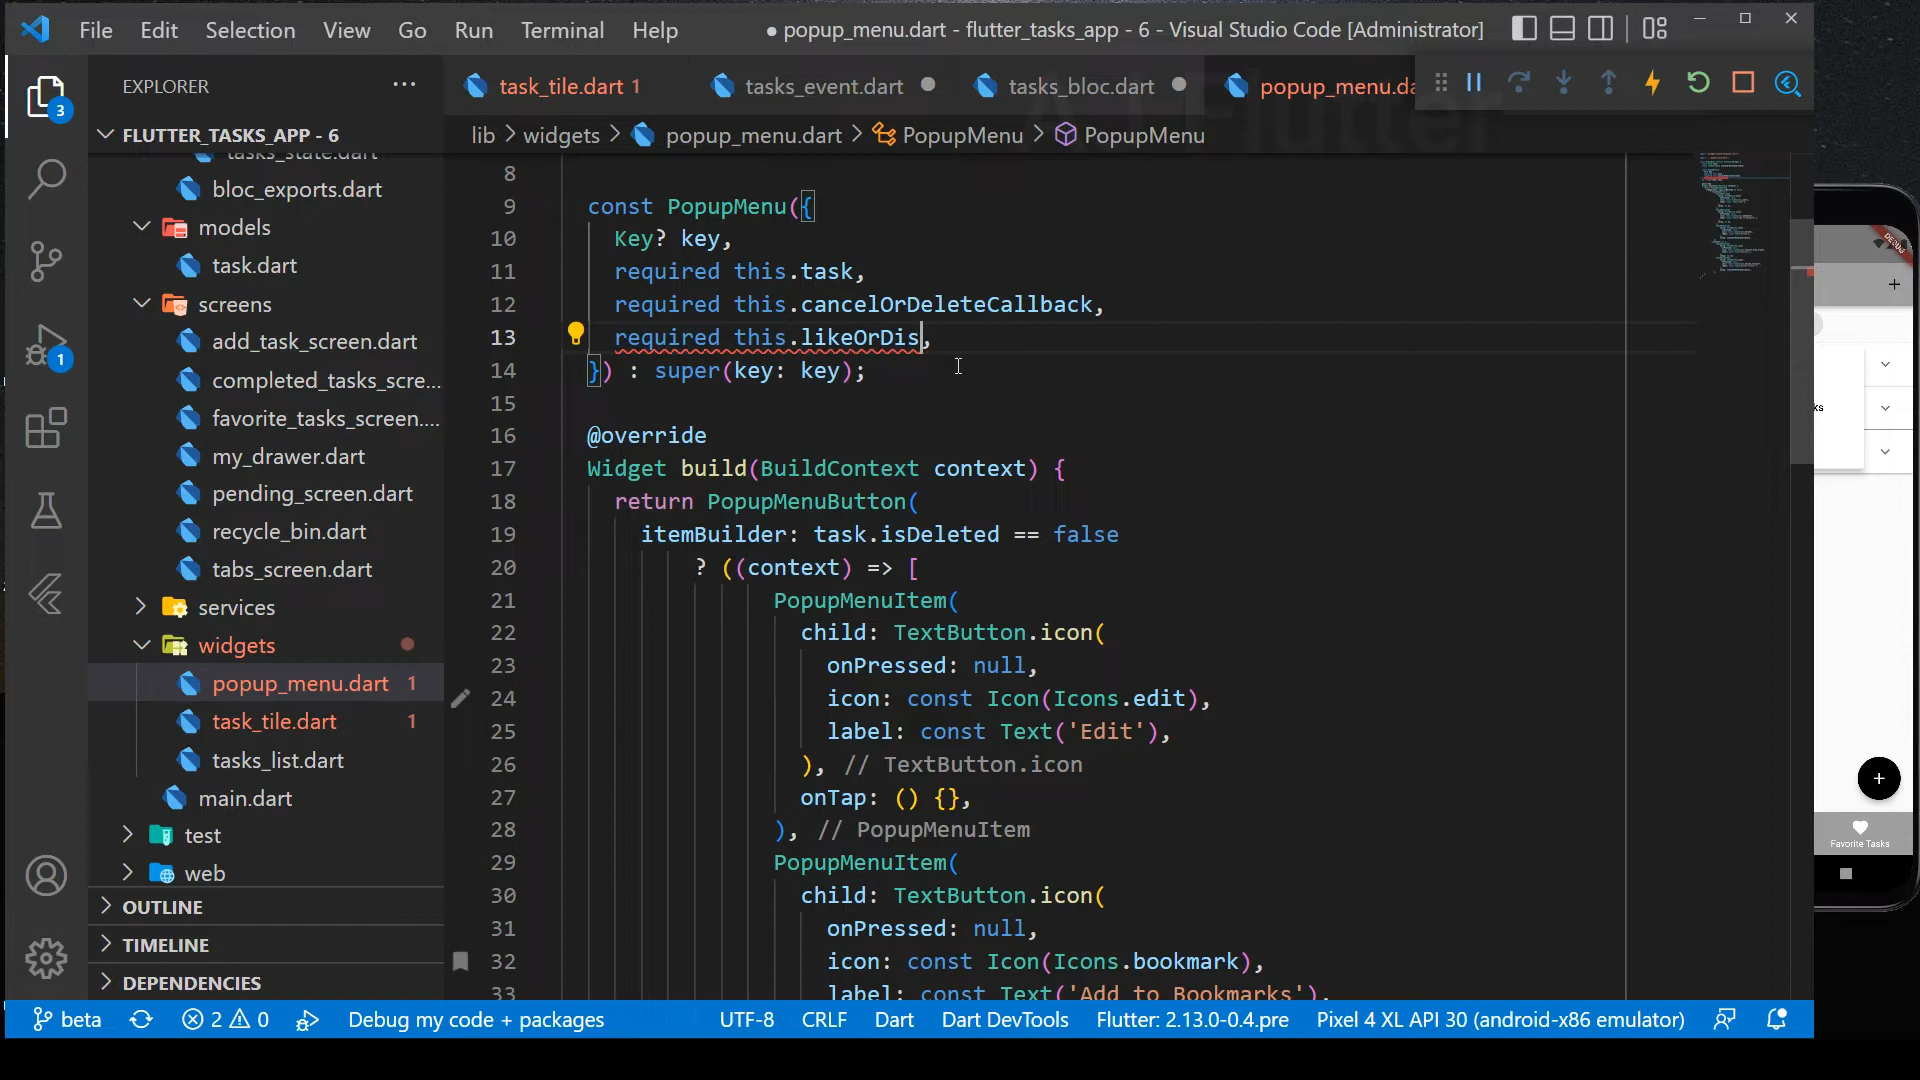 File Edit Selection View Go Run Terminal Help ● popup_menu.dart - flutter_tasks_app - 6 - Visual Studio Code [Administrator]
EXPLORER ···
task_tile.dart 1 tasks_event.dart tasks_bloc.dart popup_menu.da
FLUTTER_TASKS_APP - 6
lib > widgets > popup_menu.dart > PopupMenu > PopupMenu
tasks_state.dart
bloc_exports.dart
models
task.dart
screens
add_task_screen.dart
completed_tasks_scre...
favorite_tasks_screen....
my_drawer.dart
pending_screen.dart
recycle_bin.dart
tabs_screen.dart
services
widgets
popup_menu.dart 1
task_tile.dart 1
tasks_list.dart
main.dart
test
web
OUTLINE
TIMELINE
DEPENDENCIES
3
1
8
9 const PopupMenu({
10 Key? key,
11 required this.task,
12 required this.cancelOrDeleteCallback,
13 required this.likeOrDis,
14 }) : super(key: key);
15
16 @override
17 Widget build(BuildContext context) {
18 return PopupMenuButton(
19 itemBuilder: task.isDeleted == false
20 ? ((context) => [
21 PopupMenuItem(
22 child: TextButton.icon(
23 onPressed: null,
24 icon: const Icon(Icons.edit),
25 label: const Text('Edit'),
26 ), // TextButton.icon
27 onTap: () {},
28 ), // PopupMenuItem
29 PopupMenuItem(
30 child: TextButton.icon(
31 onPressed: null,
32 icon: const Icon(Icons.bookmark),
33 label: const Text('Add to Bookmarks'),
DEBUG
ks
Favorite Tasks
beta 2 0 Debug my code + packages UTF-8 CRLF Dart Dart DevTools Flutter: 2.13.0-0.4.pre Pixel 4 XL API 30 (android-x86 emulator)